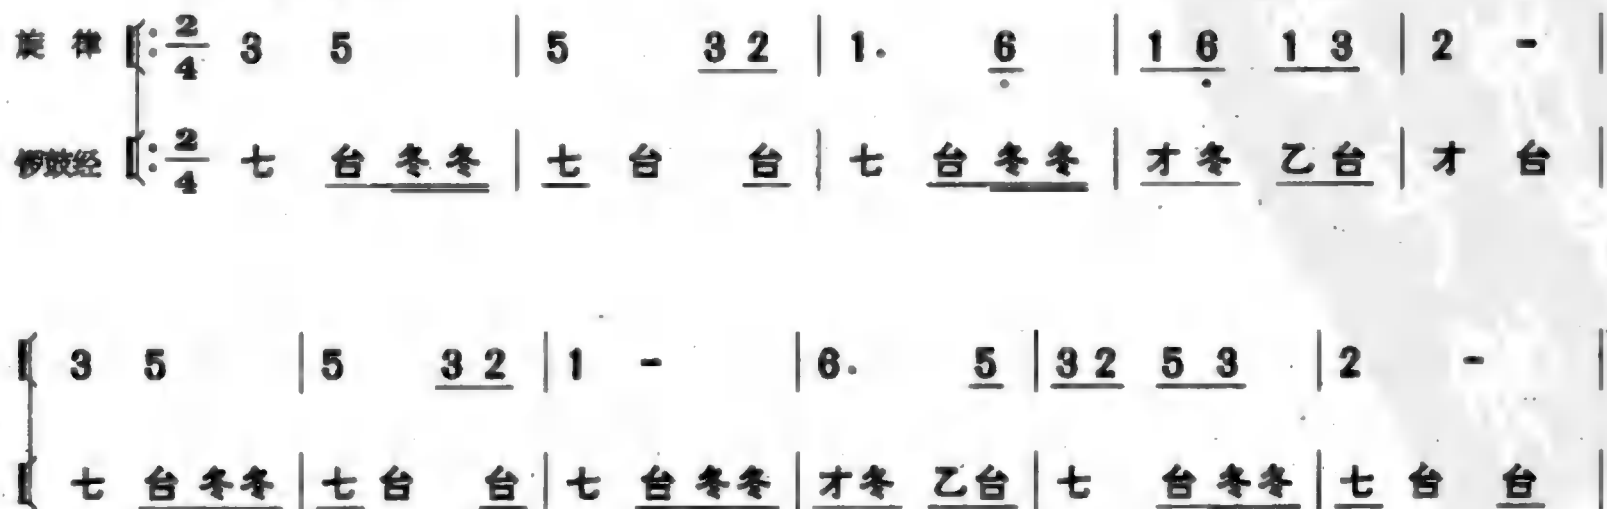 旋律 2/4 3 5 | 5 3 2 | 1. 6 | 1 6 1 3 | 2 - |
锣鼓经 2/4 七 台 冬 冬 | 七 台 台 | 七 台 冬 冬 | 才 冬 乙 台 | 才 台 |
3 5 | 5 3 2 | 1 - | 6. 5 | 3 2 5 3 | 2 - |
七 台 冬 冬 | 七 台 台 | 七 台 冬 冬 | 才 冬 乙 台 | 七 台 冬 冬 | 七 台 台 |